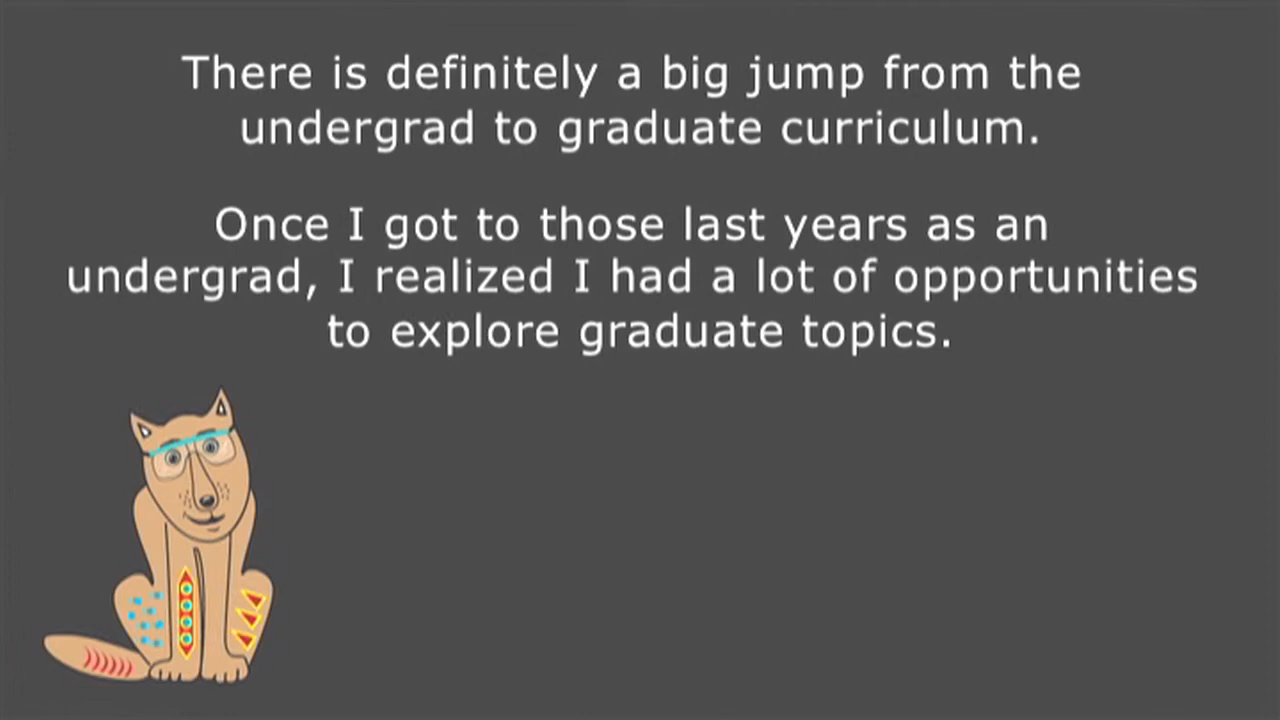 There is definitely a big jump from the
undergrad to graduate curriculum.
Once I got to those last years as an
undergrad, I realized I had a lot of opportunities
to explore graduate topics.